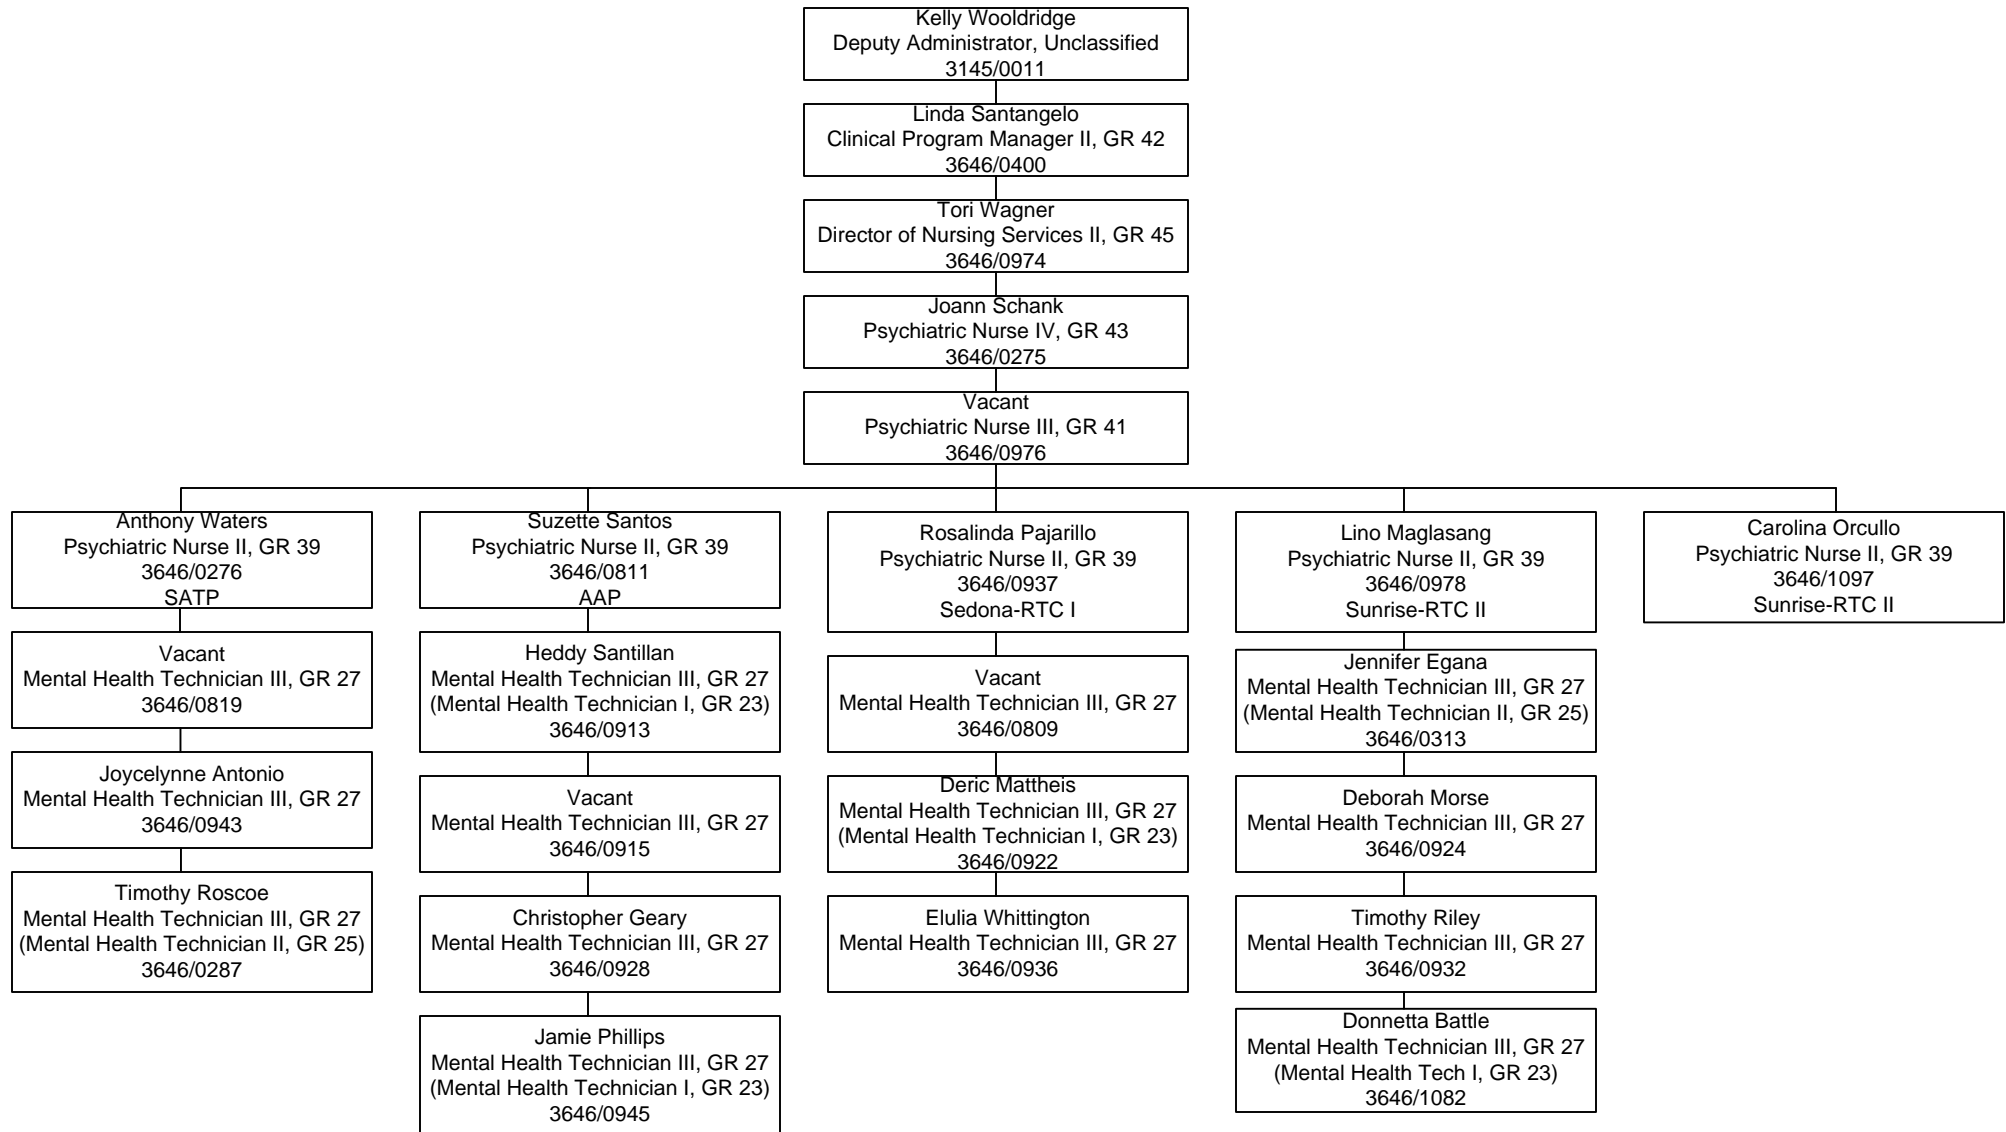 Kelly Wooldridge
Deputy Administrator, Unclassified
3145/0011
Linda Santangelo
Clinical Program Manager II, GR 42
3646/0400
Tori Wagner
Director of Nursing Services II, GR 45
3646/0974
Joann Schank
Psychiatric Nurse IV, GR 43
3646/0275
Vacant
Psychiatric Nurse III, GR 41
3646/0976
Anthony Waters
Psychiatric Nurse II, GR 39
3646/0276
SATP
Vacant
Mental Health Technician III, GR 27
3646/0819
Joycelynne Antonio
Mental Health Technician III, GR 27
3646/0943
Timothy Roscoe
Mental Health Technician III, GR 27
(Mental Health Technician II, GR 25)
3646/0287
Suzette Santos
Psychiatric Nurse II, GR 39
3646/0811
AAP
Heddy Santillan
Mental Health Technician III, GR 27
(Mental Health Technician I, GR 23)
3646/0913
Vacant
Mental Health Technician III, GR 27
3646/0915
Christopher Geary
Mental Health Technician III, GR 27
3646/0928
Jamie Phillips
Mental Health Technician III, GR 27
(Mental Health Technician I, GR 23)
3646/0945
Rosalinda Pajarillo
Psychiatric Nurse II, GR 39
3646/0937
Sedona-RTC I
Vacant
Mental Health Technician III, GR 27
3646/0809
Deric Mattheis
Mental Health Technician III, GR 27
(Mental Health Technician I, GR 23)
3646/0922
Elulia Whittington
Mental Health Technician III, GR 27
3646/0936
Lino Maglasang
Psychiatric Nurse II, GR 39
3646/0978
Sunrise-RTC II
Jennifer Egana
Mental Health Technician III, GR 27
(Mental Health Technician II, GR 25)
3646/0313
Deborah Morse
Mental Health Technician III, GR 27
3646/0924
Timothy Riley
Mental Health Technician III, GR 27
3646/0932
Donnetta Battle
Mental Health Technician III, GR 27
(Mental Health Tech I, GR 23)
3646/1082
Carolina Orcullo
Psychiatric Nurse II, GR 39
3646/1097
Sunrise-RTC II